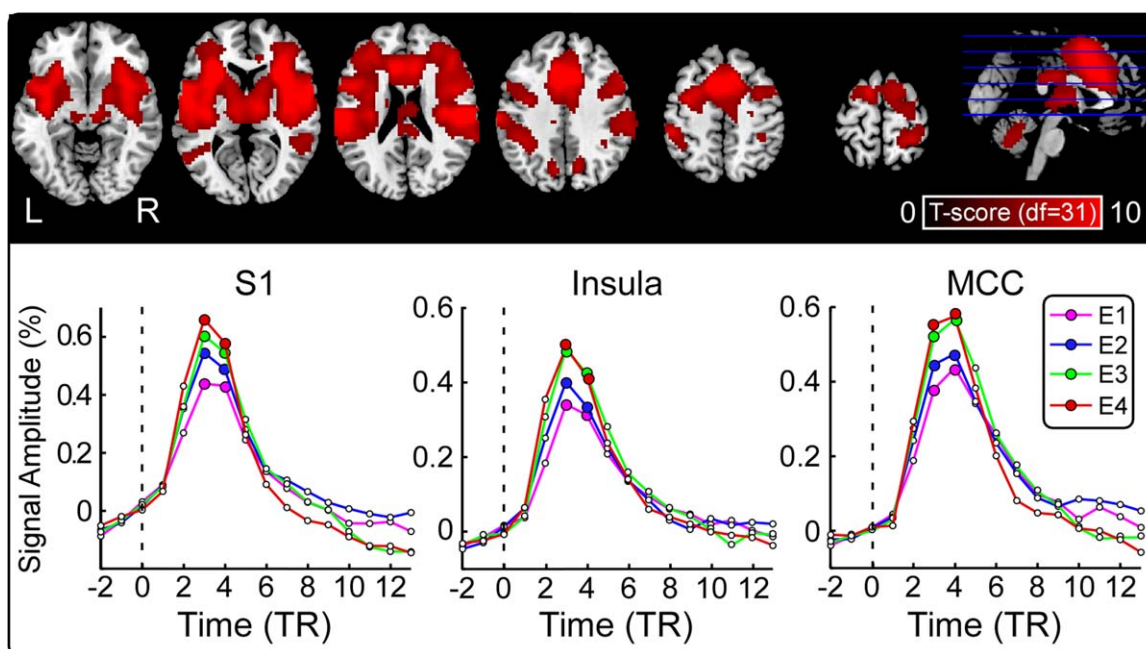 L R
0 T-score (df=31) 10
S1 Insula MCC
Signal Amplitude (%)
0.6
0.4
0.2
0
-2 0 2 4 6 8 10 12
Time (TR)
0.6
0.4
0.2
0
-2 0 2 4 6 8 10 12
Time (TR)
0.6
0.4
0.2
0
-2 0 2 4 6 8 10 12
Time (TR)
E1
E2
E3
E4